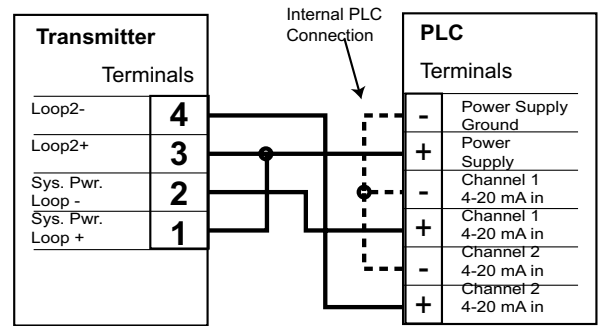 Internal PLC
Connection
Transmitter
Terminals
Loop2-
4
Loop2+
3
Sys. Pwr.
Loop -
2
Sys. Pwr.
Loop +
1
PLC
Terminals
-
Power Supply
Ground
+
Power
Supply
-
Channel 1
4-20 mA in
+
Channel 1
4-20 mA in
-
Channel 2
4-20 mA in
+
Channel 2
4-20 mA in